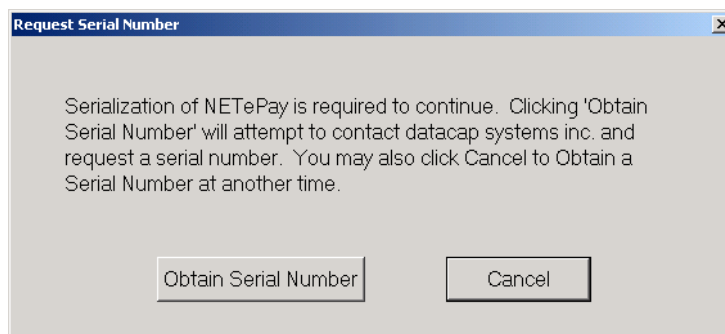 Request Serial Number
Serialization of NETePay is required to continue.  Clicking 'Obtain
Serial Number' will attempt to contact datacap systems inc. and
request a serial number.  You may also click Cancel to Obtain a
Serial Number at another time.
Obtain Serial Number
Cancel